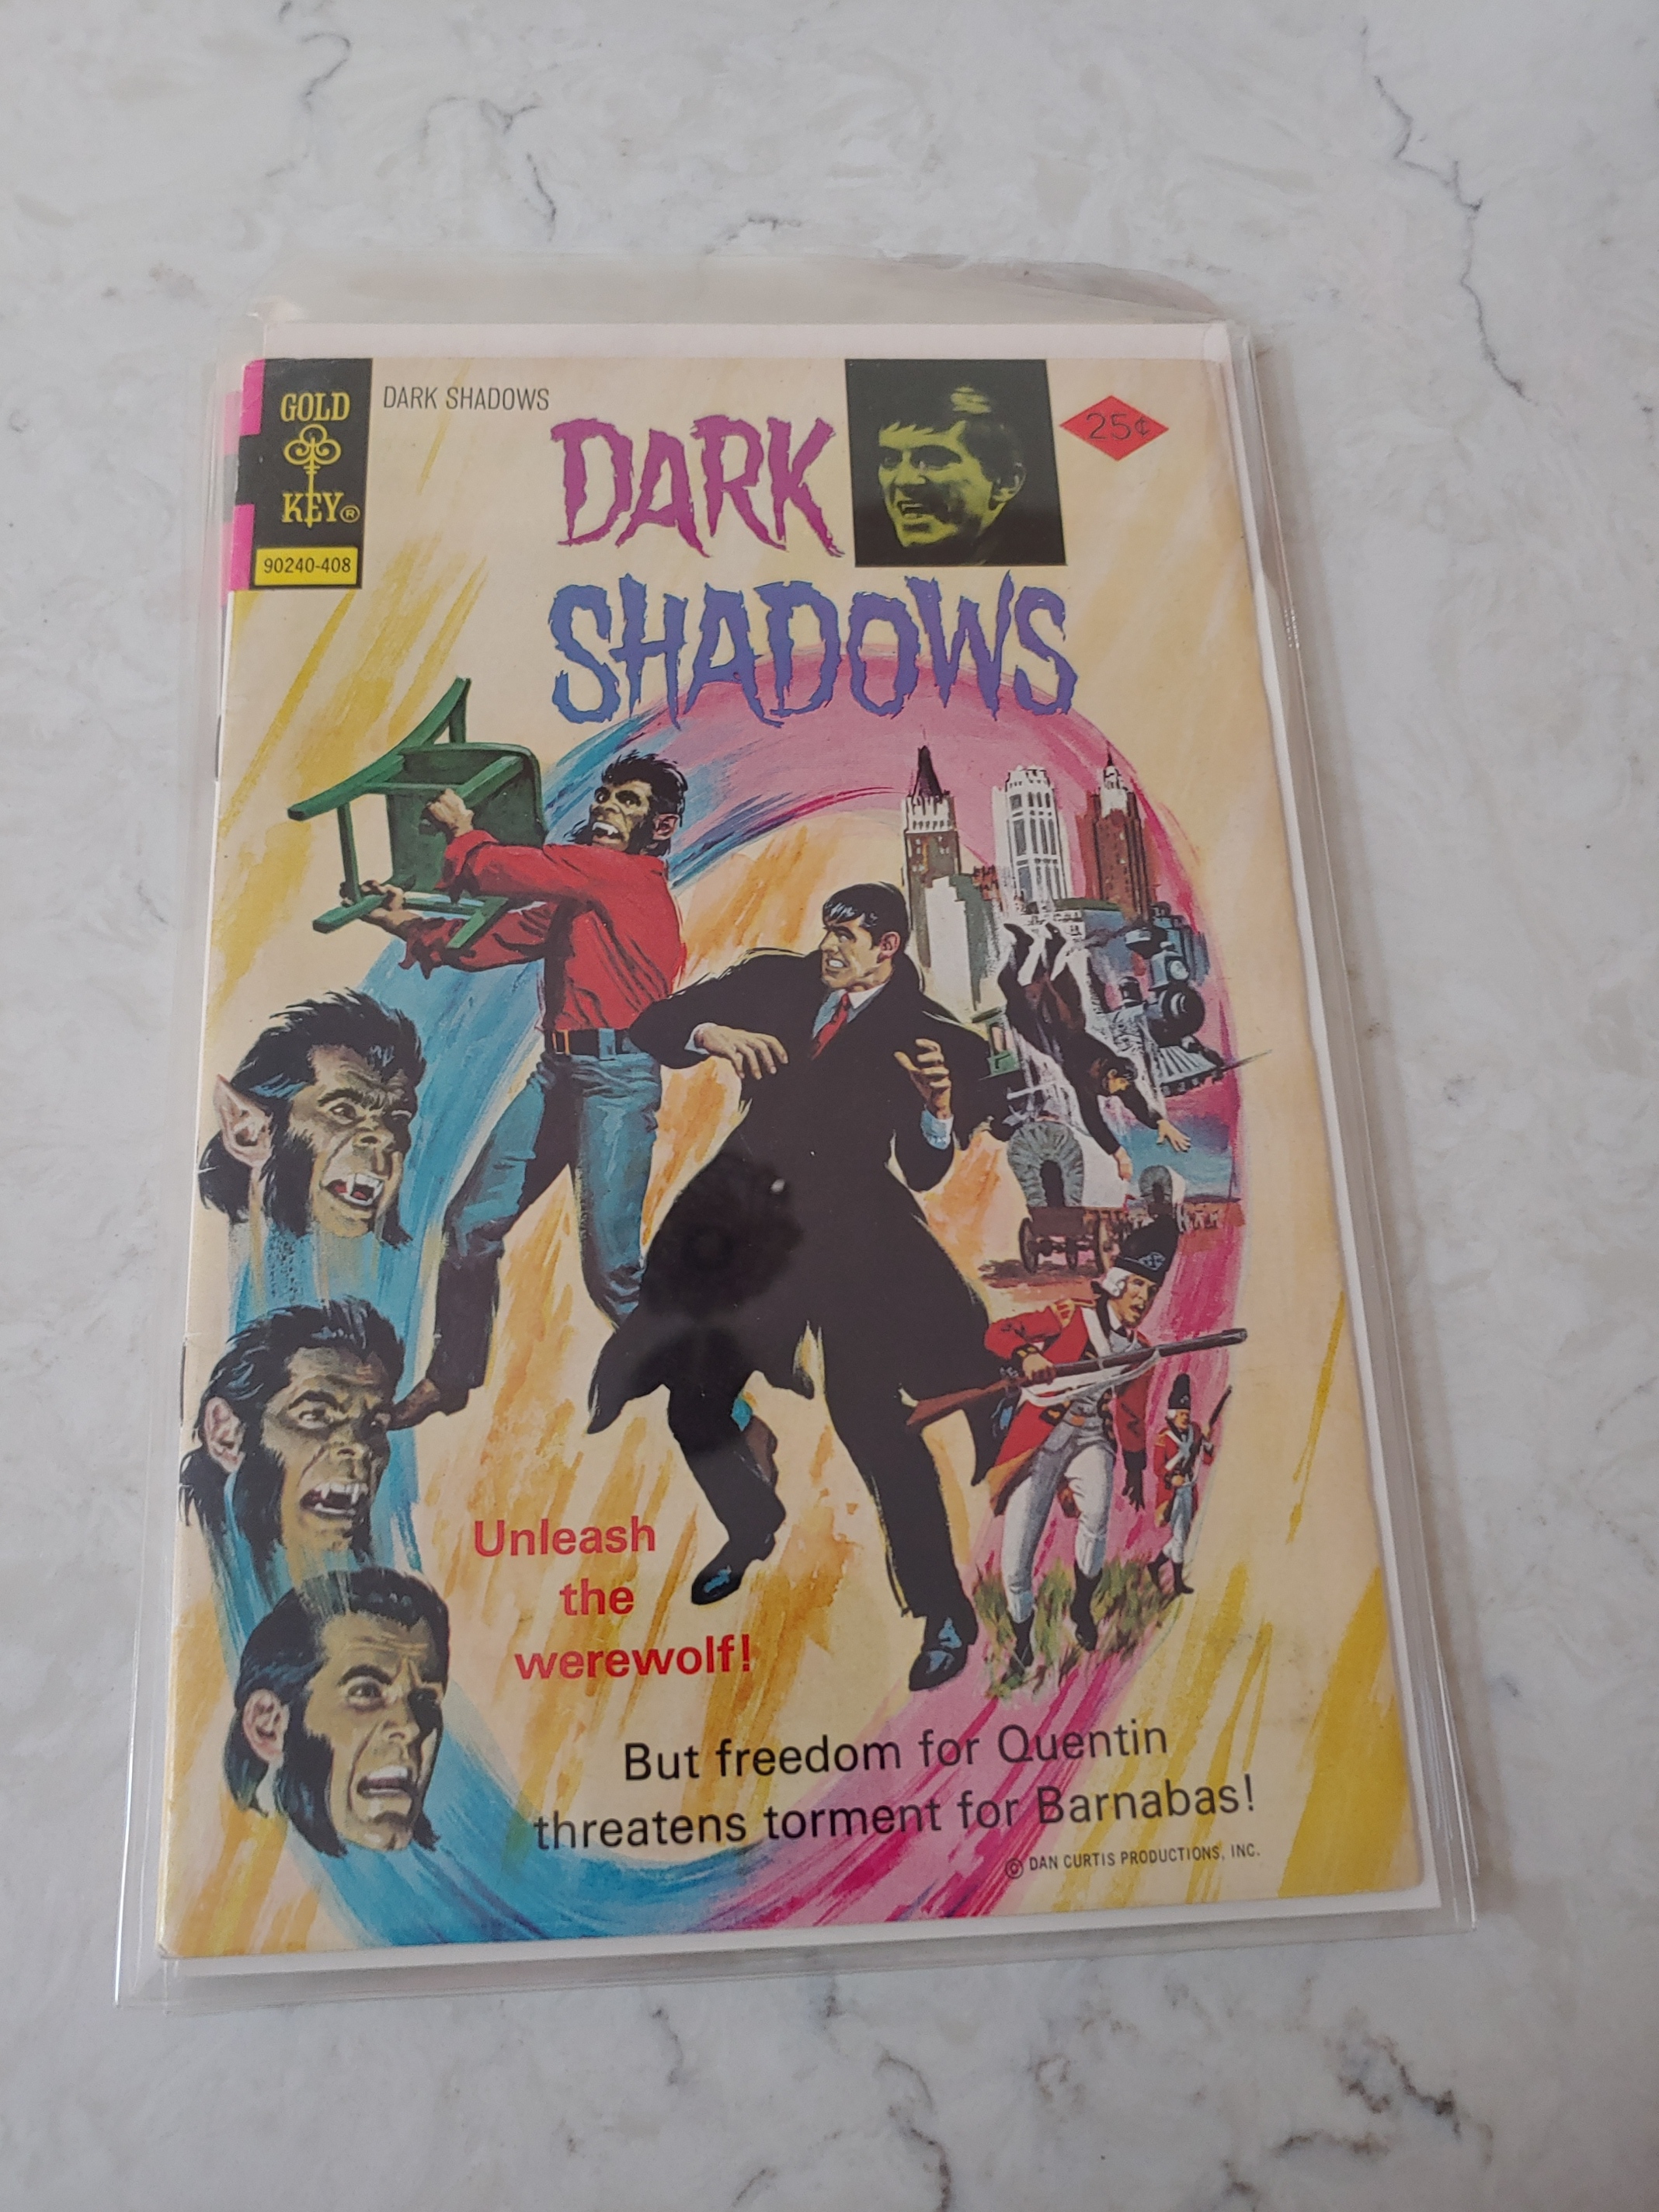 GOLD
KEY®
90240-408
DARK SHADOWS
DARK
SHADOWS
25¢
Unleash
the
werewolf!
But freedom for Quentin
threatens torment for Barnabas!
© DAN CURTIS PRODUCTIONS, INC.